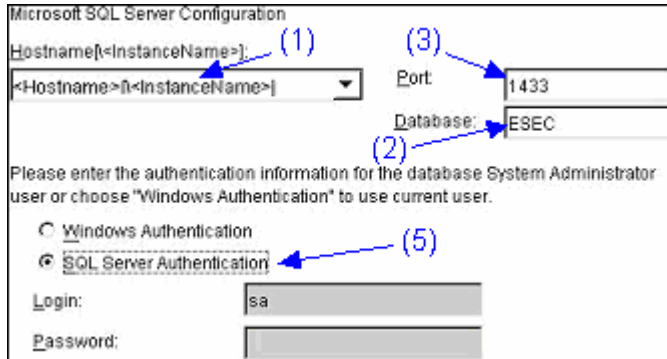 Microsoft SQL Server Configuration
Hostname[\<InstanceName>]:
(1)
(3)
<Hostname>[\<InstanceName>]
Port:
1433
Database:
ESEC
(2)
Please enter the authentication information for the database System Administrator
user or choose "Windows Authentication" to use current user.
Windows Authentication
SQL Server Authentication
(5)
Login:
sa
Password: